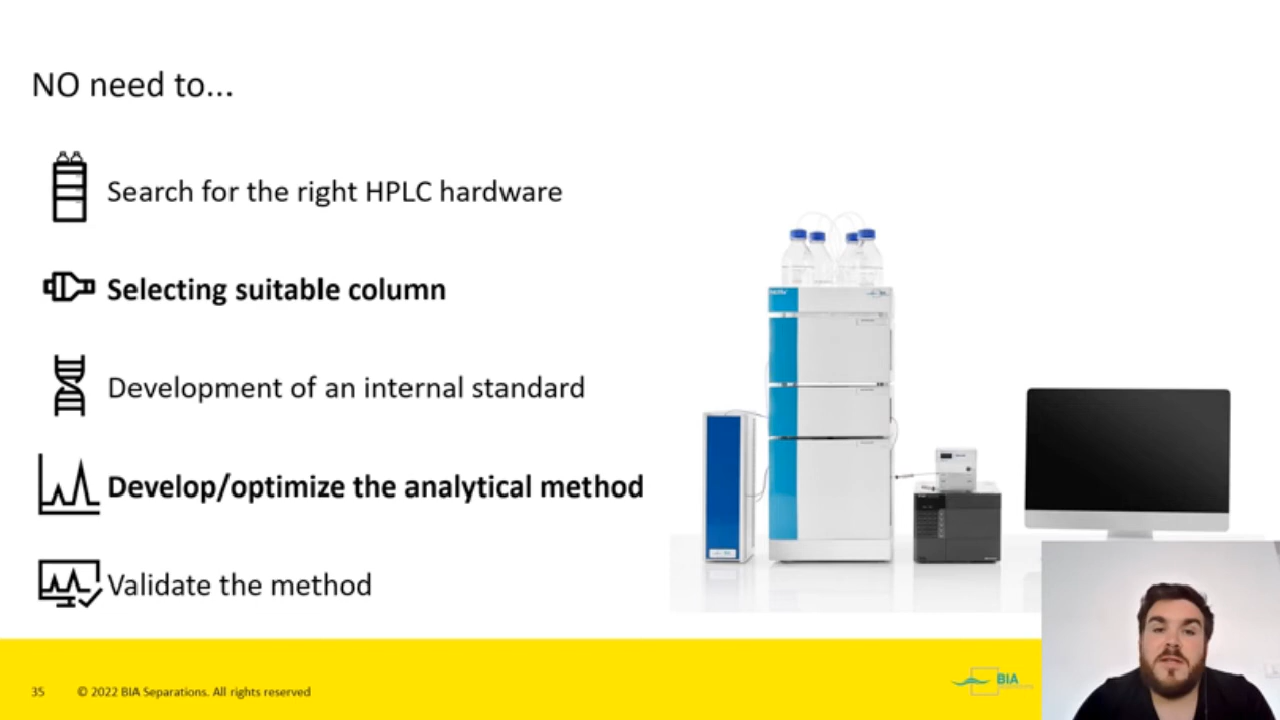 NO need to...
Search for the right HPLC hardware
Selecting suitable column
Development of an internal standard
Develop/optimize the analytical method
Validate the method
35
© 2022 BIA Separations. All rights reserved
BIA